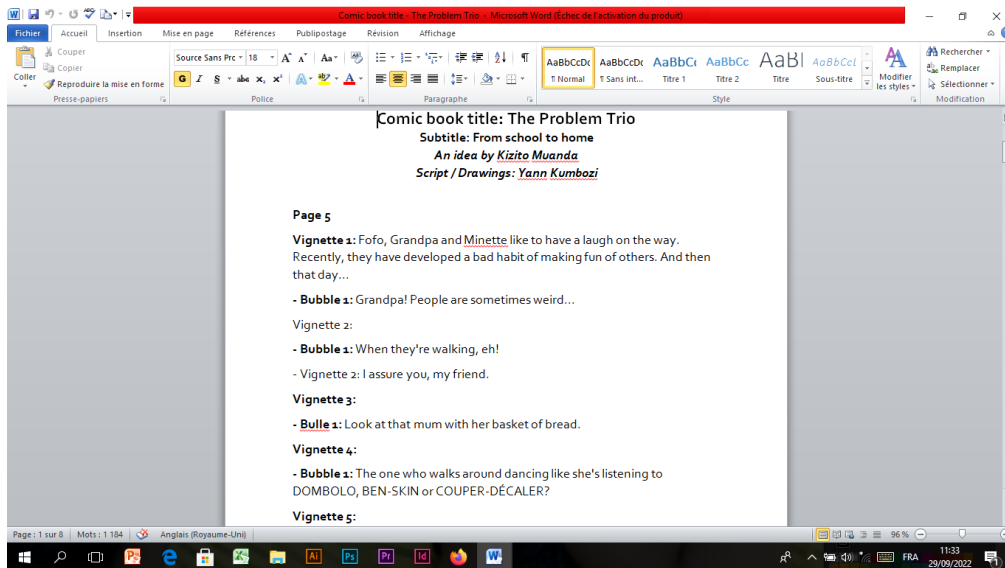 Comic book title - The Problem Trio - Microsoft Word (Échec de l'activation du produit)
Fichier Accueil Insertion Mise en page Références Publipostage Révision Affichage
Coller
Couper
Copier
Reproduire la mise en forme
Presse-papiers
Source Sans Prc 18
G I S abc x₂ x²
Police
Paragraphe
AaBbCcDc AaBbCcDc AaBbCc AaBbCc AaBl AaBbCcL
¶ Normal ¶ Sans int... Titre 1 Titre 2 Titre Sous-titre
Modifier
les styles
Style
Rechercher
Remplacer
Sélectionner
Modification
Comic book title: The Problem Trio
Subtitle: From school to home
An idea by Kizito Muanda
Script / Drawings: Yann Kumbozi
Page 5
Vignette 1: Fofo, Grandpa and Minette like to have a laugh on the way.
Recently, they have developed a bad habit of making fun of others. And then
that day...
- Bubble 1: Grandpa! People are sometimes weird...
Vignette 2:
- Bubble 1: When they're walking, eh!
- Vignette 2: I assure you, my friend.
Vignette 3:
- Bulle 1: Look at that mum with her basket of bread.
Vignette 4:
- Bubble 1: The one who walks around dancing like she's listening to
DOMBOLO, BEN-SKIN or COUPER-DÉCALER?
Vignette 5:
Page : 1 sur 8 Mots : 1 184 Anglais (Royaume-Uni) 96 %
Ai Ps Pr Id W FRA 11:33
29/09/2022